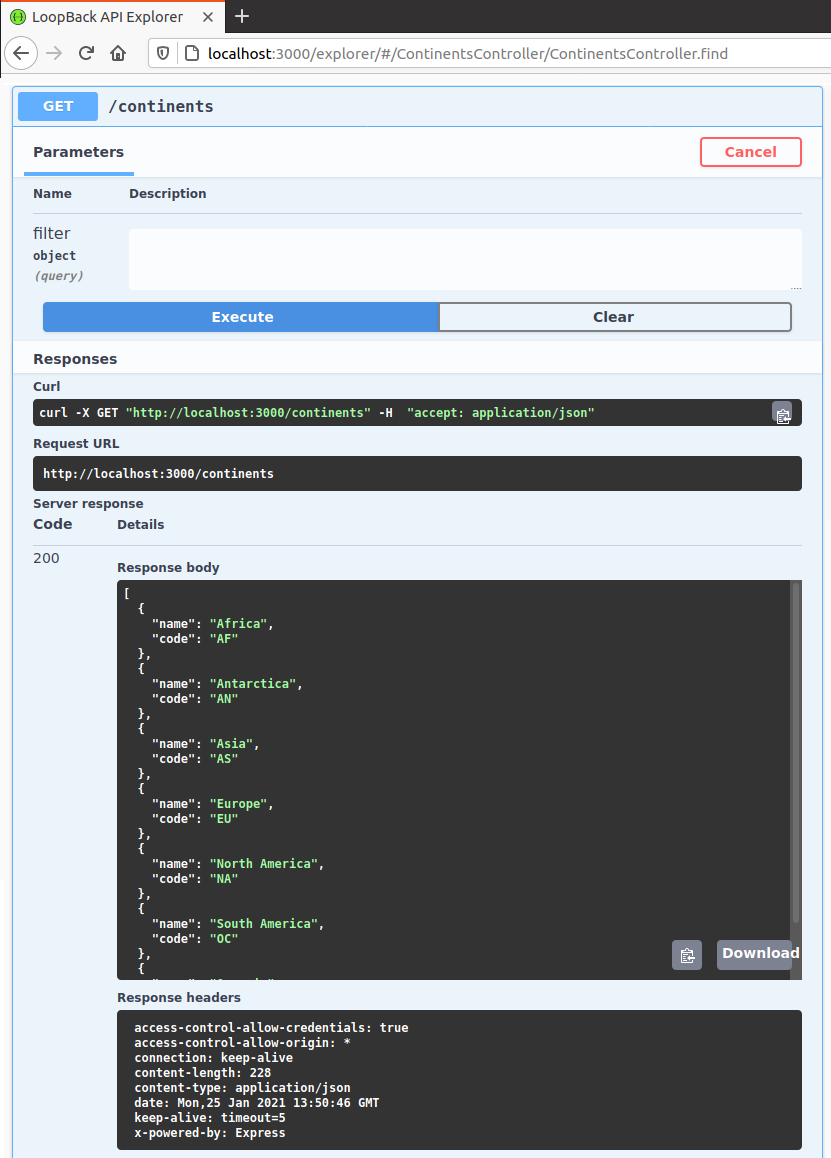 LoopBack API Explorer
localhost:3000/explorer/#/ContinentsController/ContinentsController.find
GET /continents
Parameters Cancel
Name Description
filter
object
(query)
Execute Clear
Responses
Curl
curl -X GET "http://localhost:3000/continents" -H "accept: application/json"
Request URL
http://localhost:3000/continents
Server response
Code Details
200
Response body
[
{
"name": "Africa",
"code": "AF"
},
{
"name": "Antarctica",
"code": "AN"
},
{
"name": "Asia",
"code": "AS"
},
{
"name": "Europe",
"code": "EU"
},
{
"name": "North America",
"code": "NA"
},
{
"name": "South America",
"code": "OC"
},
{
Download
Response headers
access-control-allow-credentials: true
access-control-allow-origin: *
connection: keep-alive
content-length: 228
content-type: application/json
date: Mon,25 Jan 2021 13:50:46 GMT
keep-alive: timeout=5
x-powered-by: Express